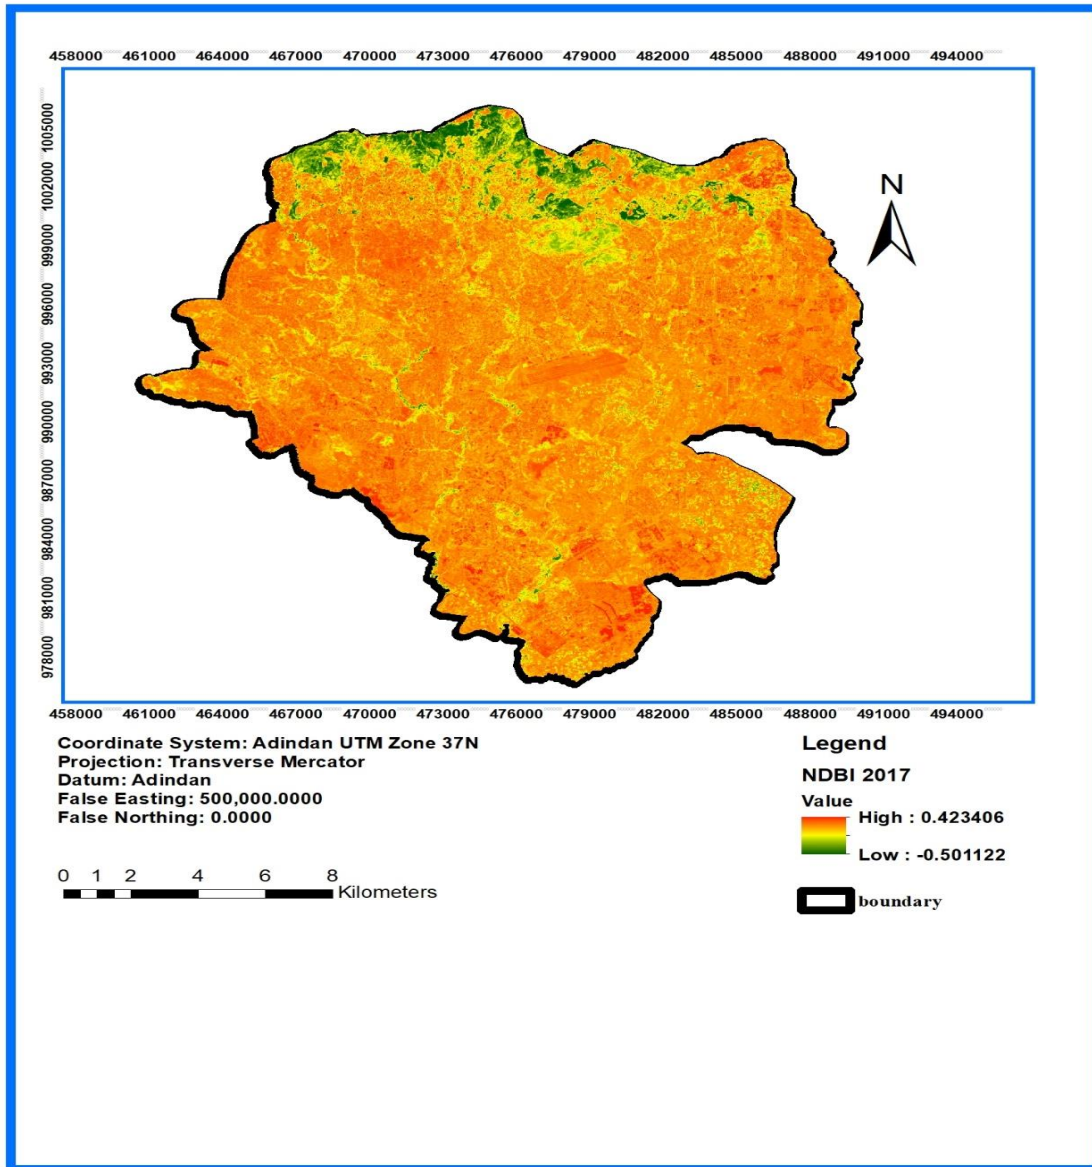 458000 461000 464000 467000 470000 473000 476000 479000 482000 485000 488000 491000 494000
1005000
1002000
999000
996000
993000
990000
987000
984000
981000
978000
N
458000 461000 464000 467000 470000 473000 476000 479000 482000 485000 488000 491000 494000
Coordinate System: Adindan UTM Zone 37N
Projection: Transverse Mercator
Datum: Adindan
False Easting: 500,000.0000
False Northing: 0.0000
0 1 2 4 6 8
Kilometers
Legend
NDBI 2017
Value
High : 0.423406
Low : -0.501122
boundary